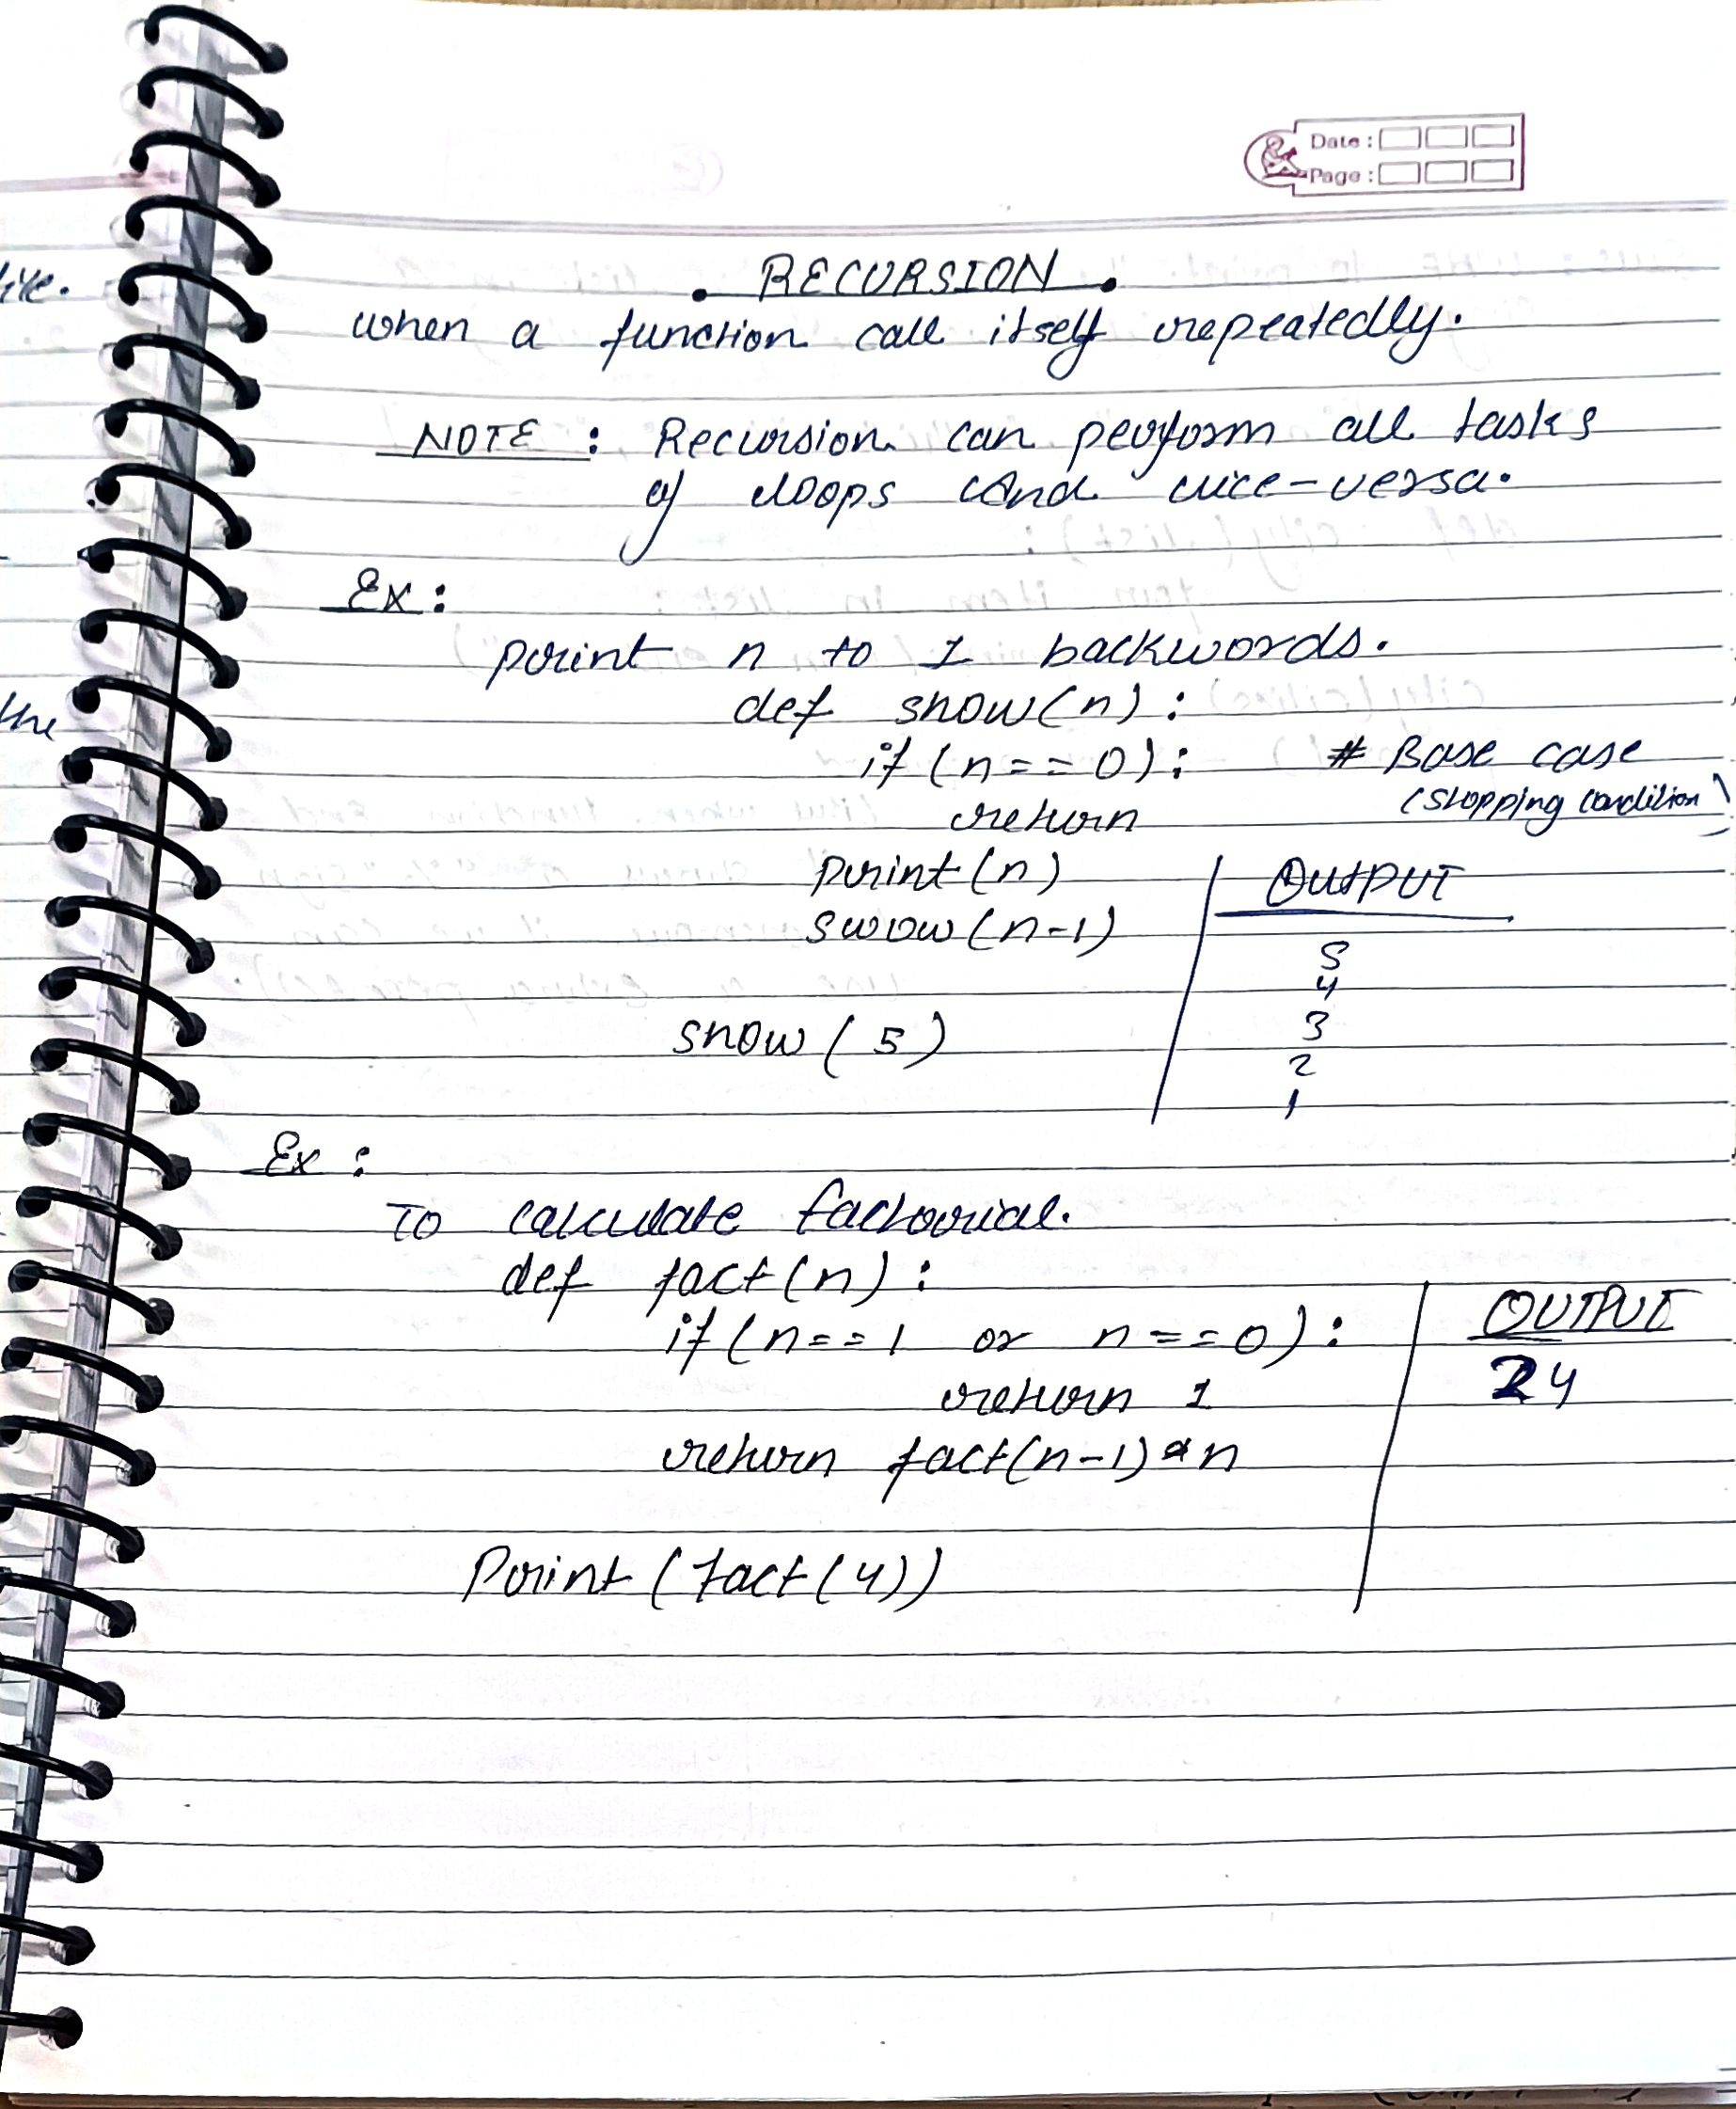 Date :
Page :
. RECURSION .
when a function call itself repeatedly.
NOTE : Recursion can perform all tasks
of loops and vice-versa.
Ex :
print n to 1 backwords.
def show(n) :
if (n == 0) : # Base case
(stopping condition)
return
print (n)
swow (n-1)
show ( 5 )
OUTPUT
5
4
3
2
1
Ex :
To calculate factorial.
def fact (n) :
if (n == 1 or n == 0) :
return 1
return fact(n-1) * n
Print ( fact (4))
OUTPUT
24
ive.
the